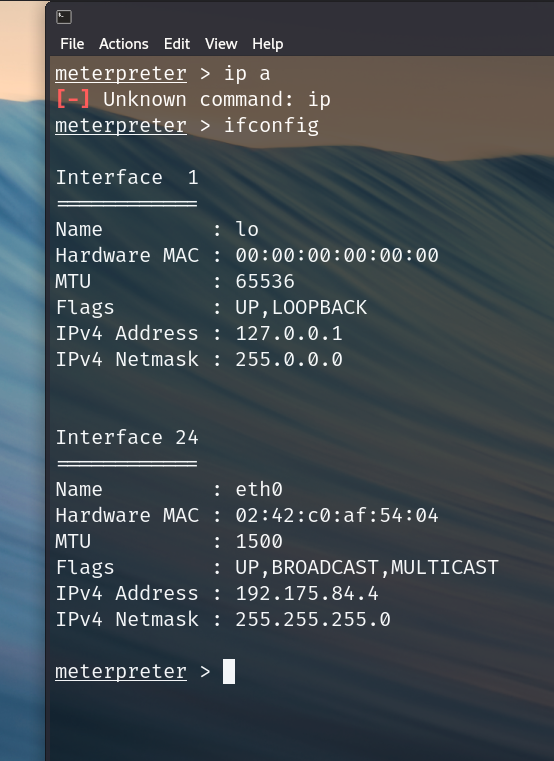 File Actions Edit View Help
meterpreter > ip a
[-] Unknown command: ip
meterpreter > ifconfig
Interface  1
============
Name         : lo
Hardware MAC : 00:00:00:00:00:00
MTU          : 65536
Flags        : UP,LOOPBACK
IPv4 Address : 127.0.0.1
IPv4 Netmask : 255.0.0.0
Interface 24
============
Name         : eth0
Hardware MAC : 02:42:c0:af:54:04
MTU          : 1500
Flags        : UP,BROADCAST,MULTICAST
IPv4 Address : 192.175.84.4
IPv4 Netmask : 255.255.255.0
meterpreter >